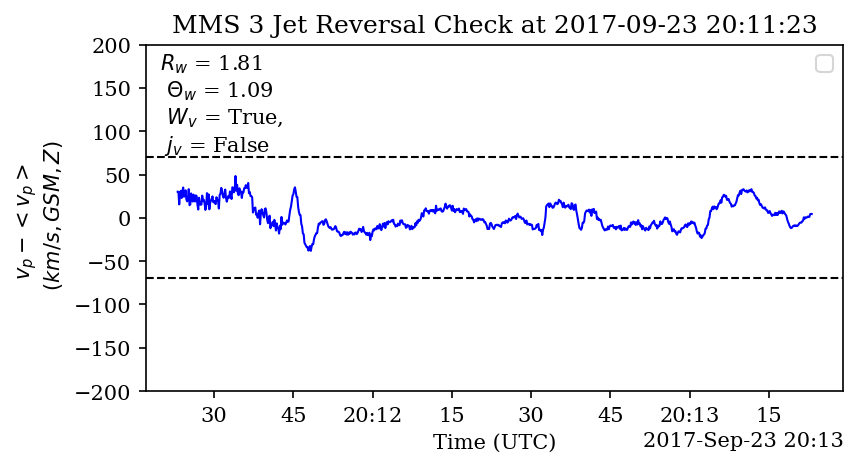 MMS 3 Jet Reversal Check at 2017-09-23 20:11:23
200
150
100
50
0
−50
−100
−150
−200
v_p − < v_p >
(km/s, GSM, Z)
R_w = 1.81
Θ_w = 1.09
W_v = True,
j_v = False
30 45 20:12 15 30 45 20:13 15
Time (UTC)
2017-Sep-23 20:13